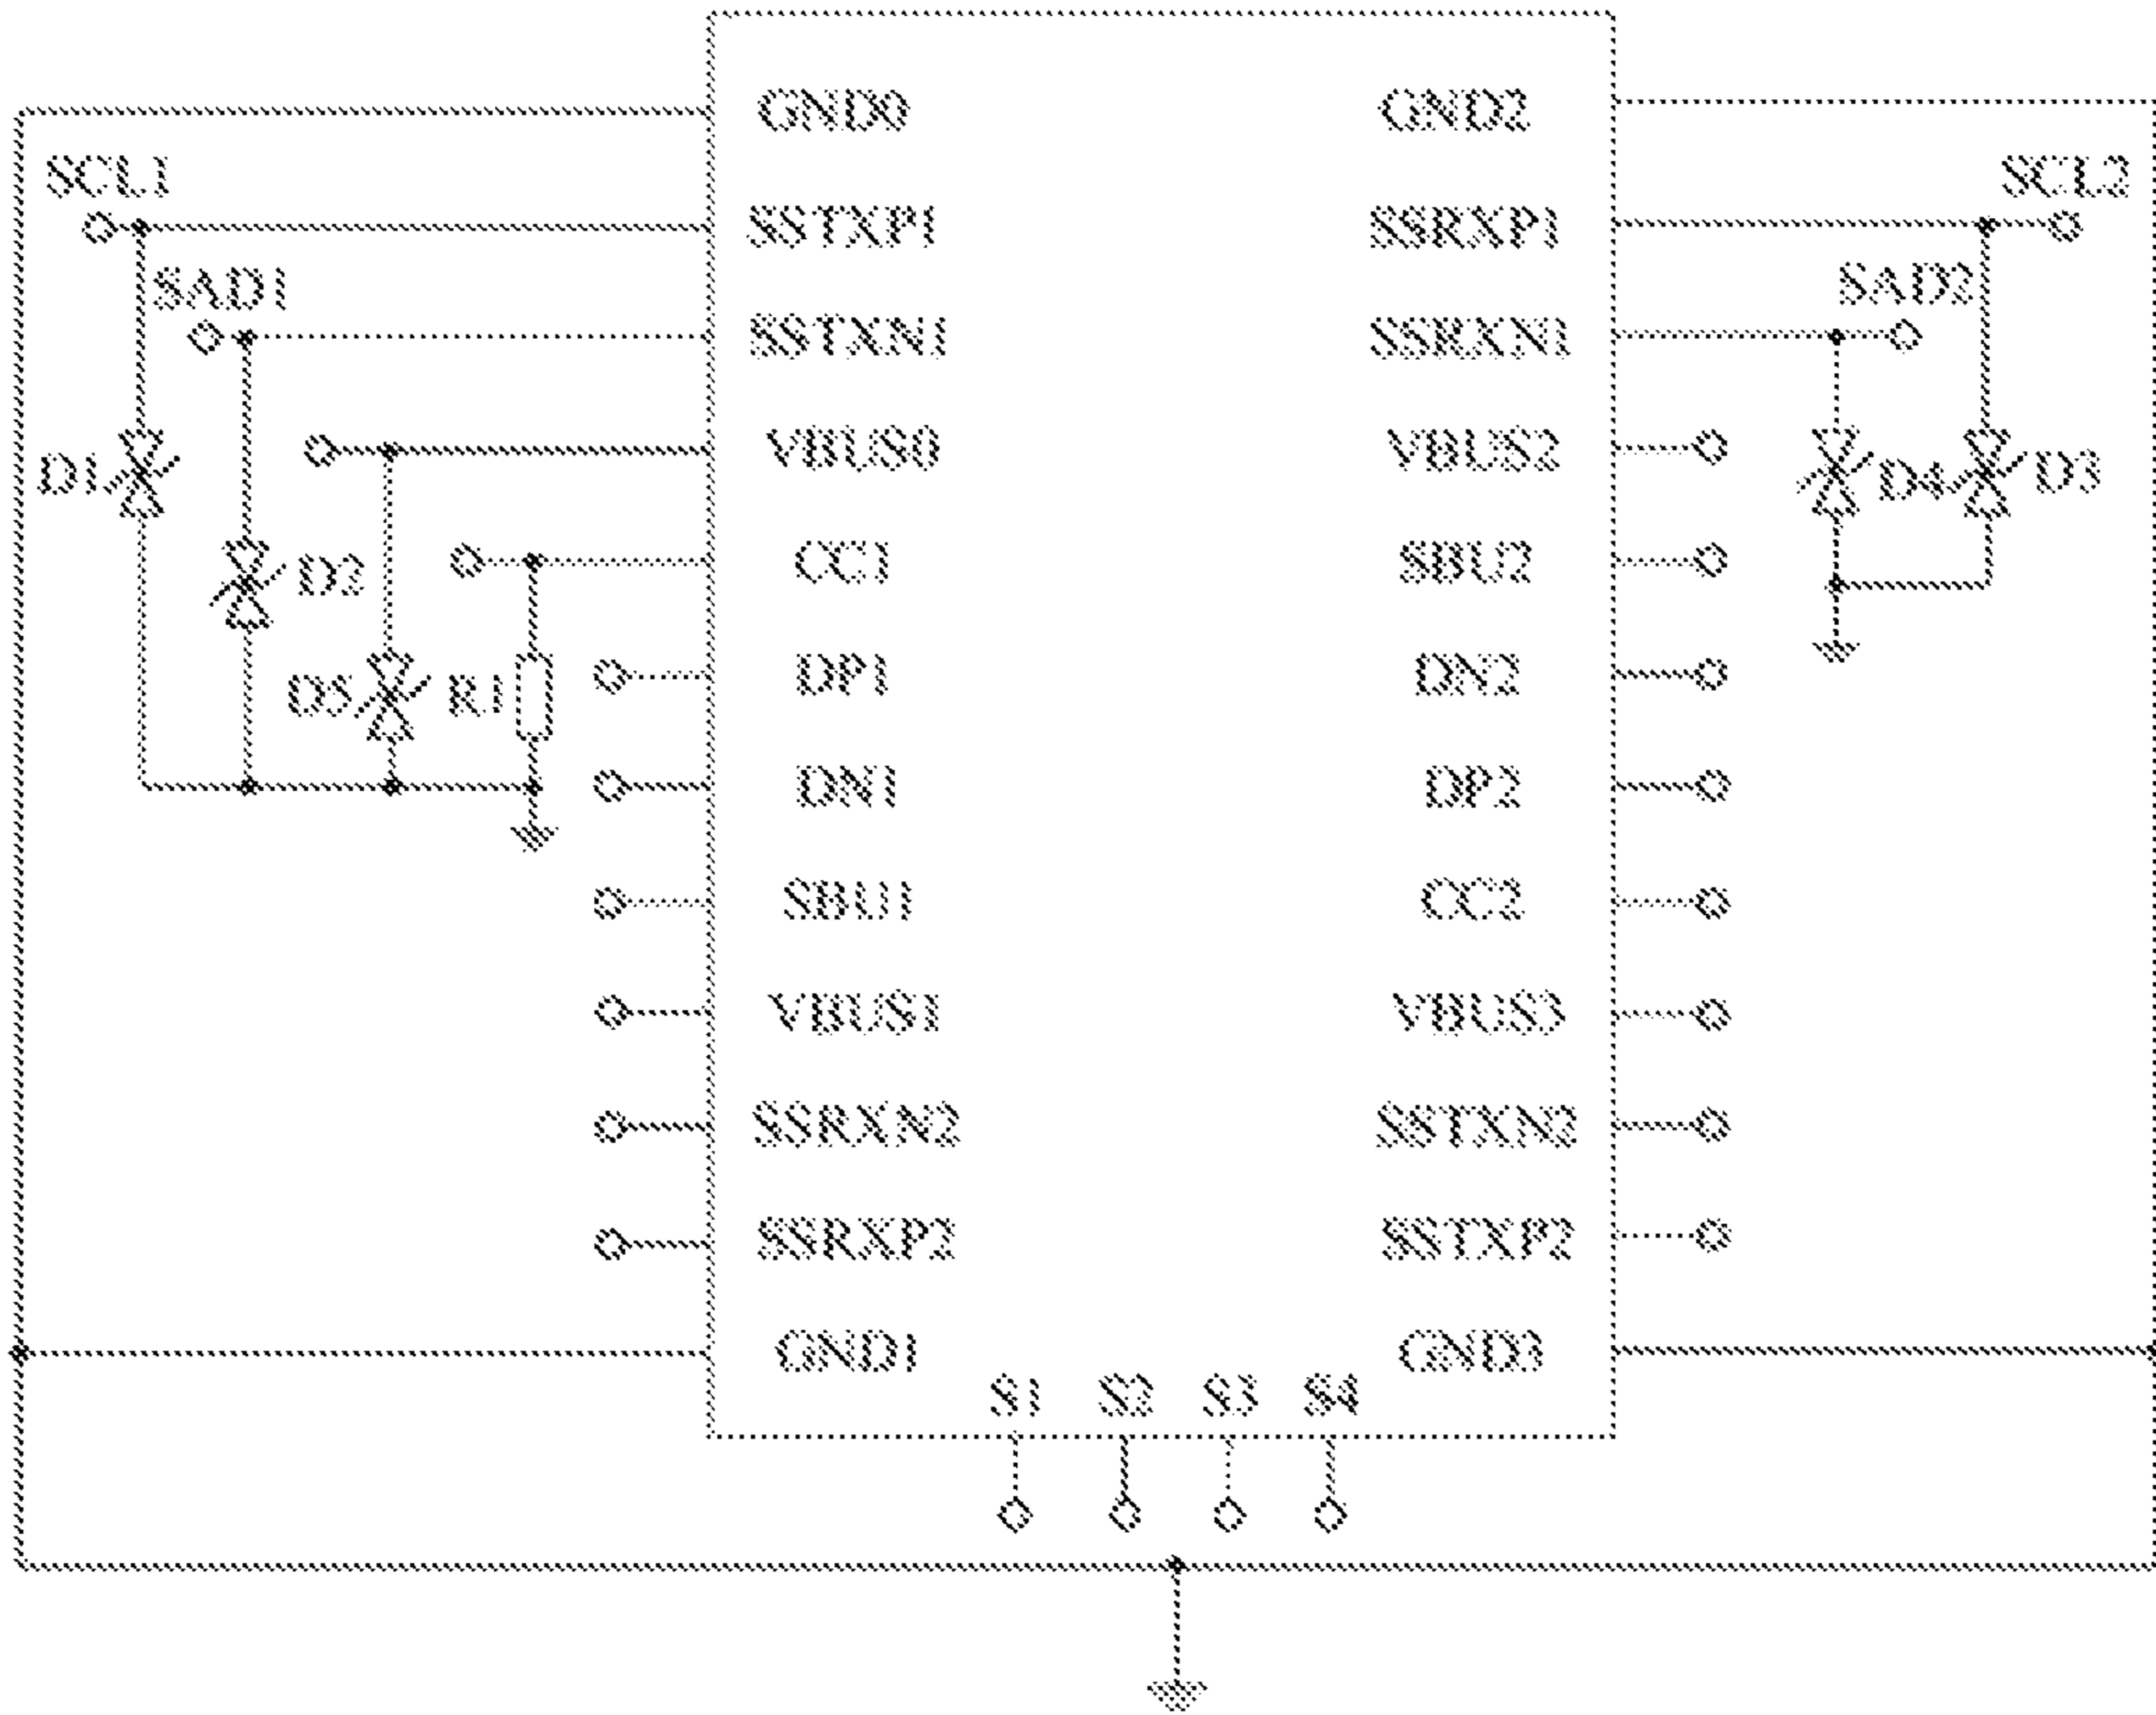 GND0 GND2
SCL1 SCL2
SSTXP1 SSRXP1
SAD1 SAD2
SSTXN1 SSRXN1
VBUS0 VBUS2
D1 D4 D3
CC1 SBU2
D2
DP1 DN2
D5 R1
DN1 DP2
SBU1 CC2
VBUS1 VBUS3
SSRXN2 SSTXN2
SSRXP2 SSTXP2
GND1 GND3
S1 S2 S3 S4